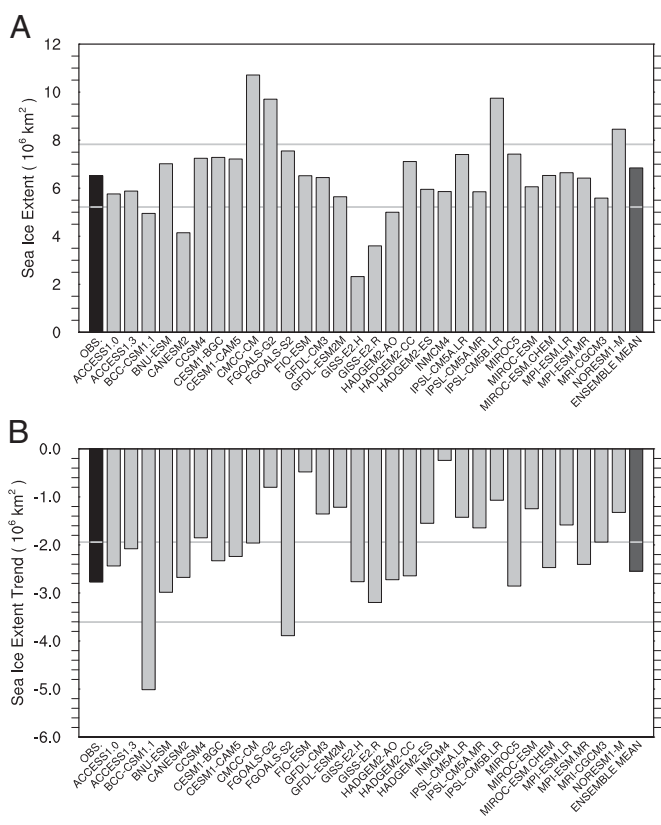 A
Sea Ice Extent ( 10⁶ km²)
12
10
8
6
4
2
0
OBS.
ACCESS1.0
ACCESS1.3
BCC-CSM1.1
BNU-ESM
CANESM2
CCSM4
CESM1-BGC
CESM1-CAM5
CMCC-CM
FGOALS-G2
FGOALS-S2
FIO-ESM
GFDL-CM3
GFDL-ESM2M
GISS-E2.H
GISS-E2.R
HADGEM2-AO
HADGEM2-CC
HADGEM2-ES
INMCM4
IPSL-CM5A.LR
IPSL-CM5A.MR
IPSL-CM5B.LR
MIROC5
MIROC-ESM
MIROC-ESM.CHEM
MPI-ESM.LR
MPI-ESM.MR
MRI-CGCM3
NORESM1-M
ENSEMBLE MEAN
B
Sea Ice Extent Trend ( 10⁶ km²)
0.0
-1.0
-2.0
-3.0
-4.0
-5.0
-6.0
OBS.
ACCESS1.0
ACCESS1.3
BCC-CSM1.1
BNU-ESM
CANESM2
CCSM4
CESM1-BGC
CESM1-CAM5
CMCC-CM
FGOALS-G2
FGOALS-S2
FIO-ESM
GFDL-CM3
GFDL-ESM2M
GISS-E2.H
GISS-E2.R
HADGEM2-AO
HADGEM2-CC
HADGEM2-ES
INMCM4
IPSL-CM5A.LR
IPSL-CM5A.MR
IPSL-CM5B.LR
MIROC5
MIROC-ESM
MIROC-ESM.CHEM
MPI-ESM.LR
MPI-ESM.MR
MRI-CGCM3
NORESM1-M
ENSEMBLE MEAN